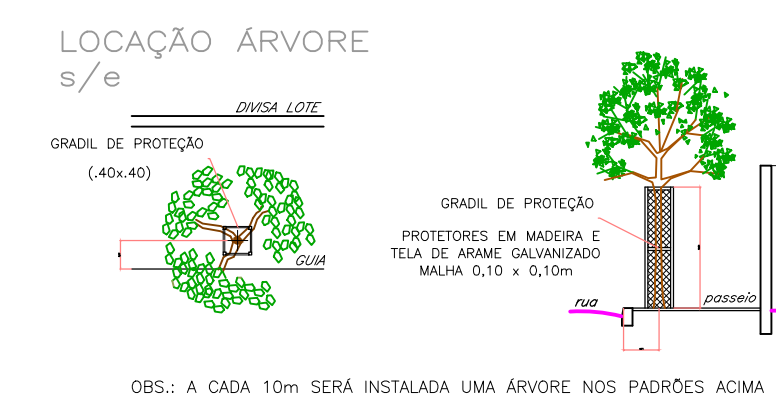 LOCAÇÃO ÁRVORE
s/e
DIVISA LOTE
GRADIL DE PROTEÇÃO
(.40x.40)
GUIA
GRADIL DE PROTEÇÃO
PROTETORES EM MADEIRA E
TELA DE ARAME GALVANIZADO
MALHA 0,10 x 0,10m
rua
passeio
OBS.: A CADA 10m SERÁ INSTALADA UMA ÁRVORE NOS PADRÕES ACIMA